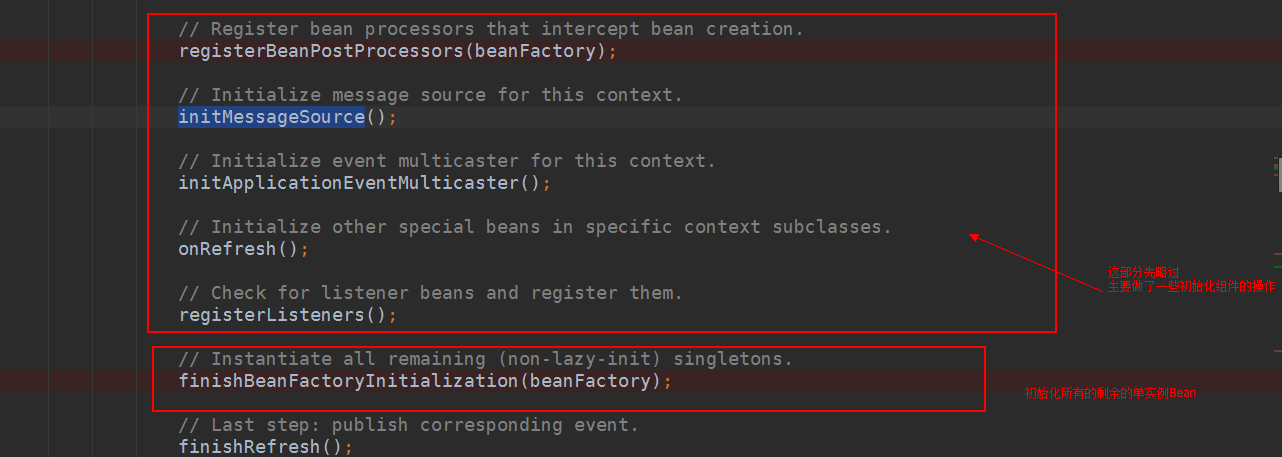 // Register bean processors that intercept bean creation.
registerBeanPostProcessors(beanFactory);
// Initialize message source for this context.
initMessageSource();
// Initialize event multicaster for this context.
initApplicationEventMulticaster();
// Initialize other special beans in specific context subclasses.
onRefresh();
// Check for listener beans and register them.
registerListeners();
这部分先略过
主要做了一些初始化组件的操作
// Instantiate all remaining (non-lazy-init) singletons.
finishBeanFactoryInitialization(beanFactory);
初始化所有的剩余的单实例Bean
// Last step: publish corresponding event.
finishRefresh();